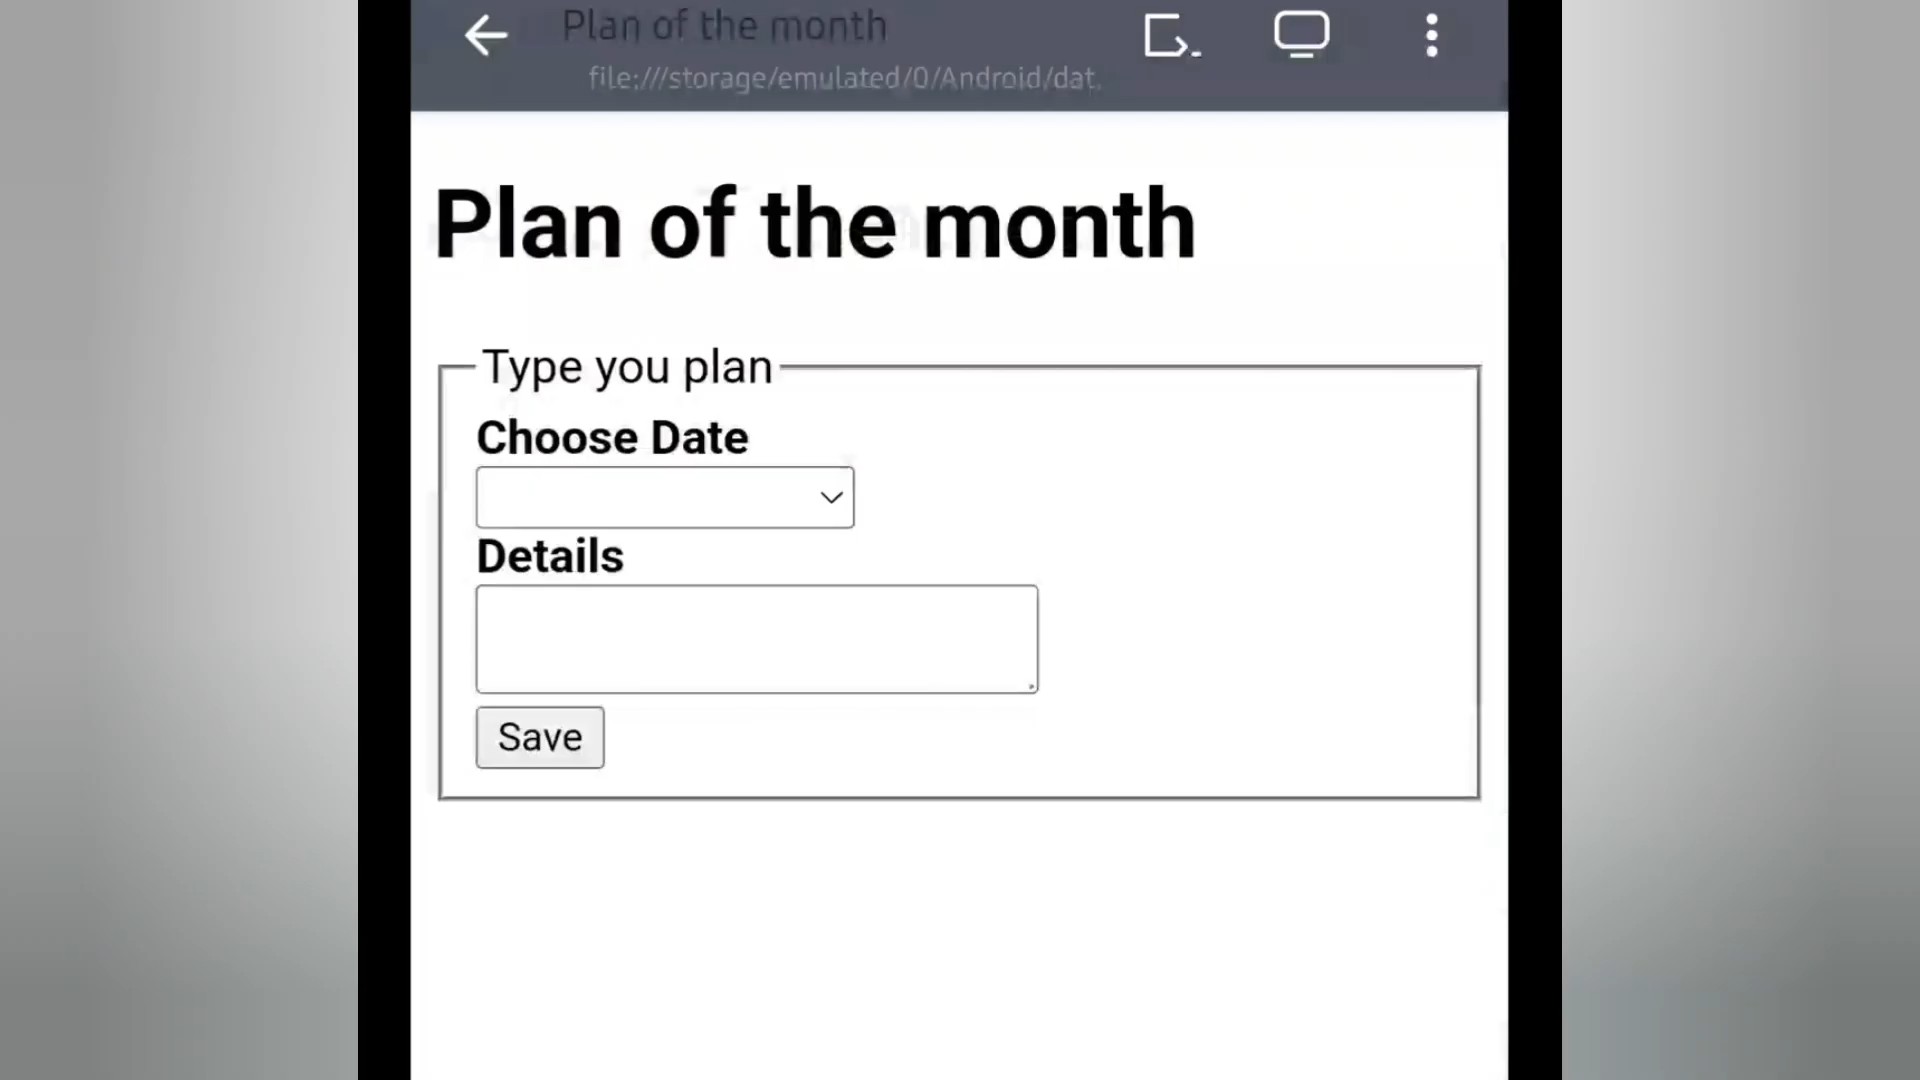 Plan of the month
file:///storage/emulated/0/Android/dat.
Plan of the month
Type you plan
Choose Date
Details
Save